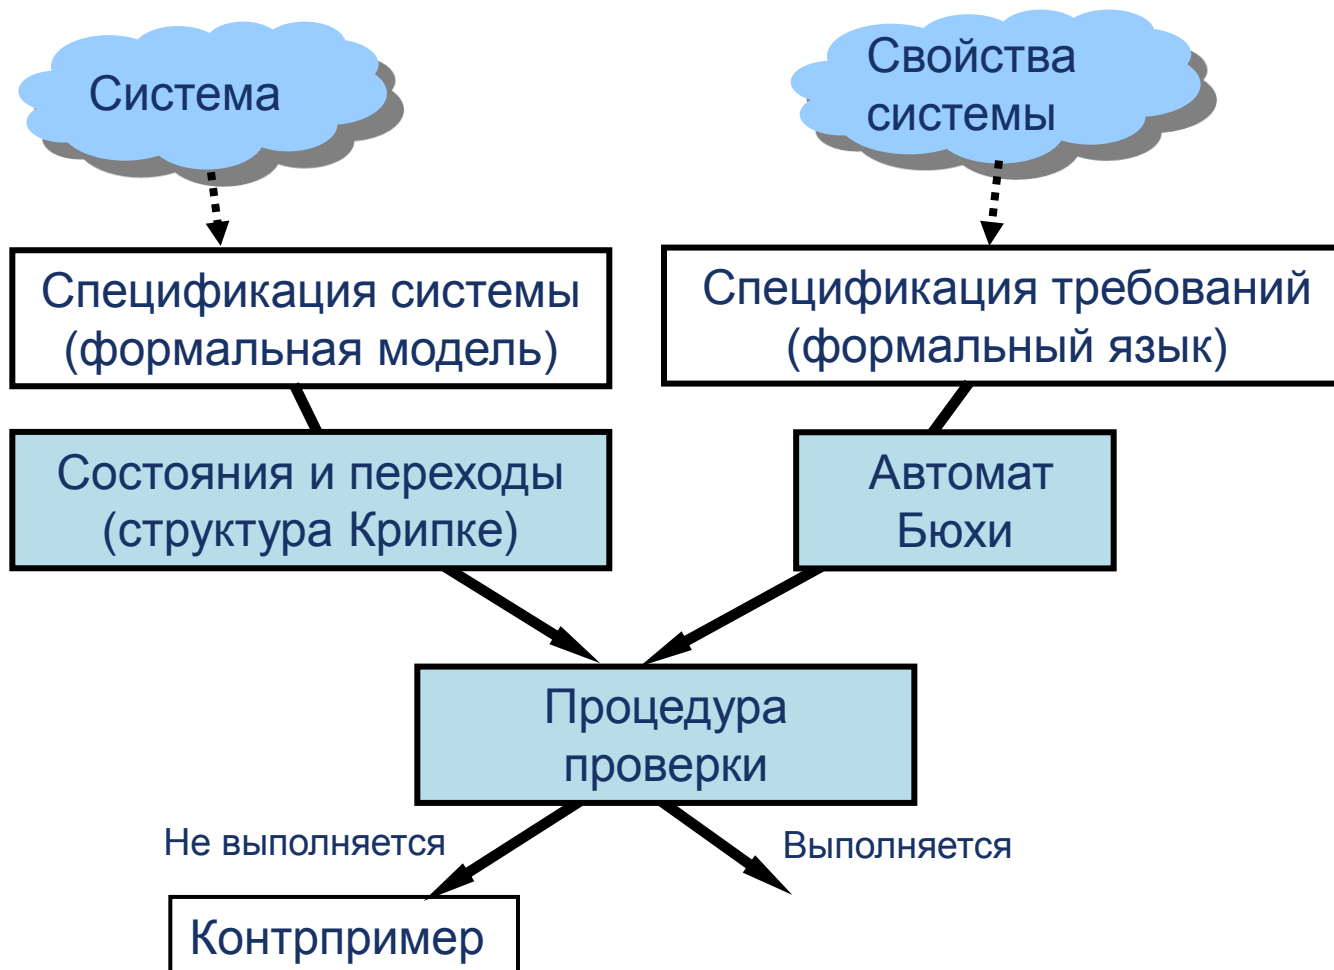 Система
Свойства
системы
Спецификация системы
(формальная модель)
Спецификация требований
(формальный язык)
Состояния и переходы
(структура Крипке)
Автомат
Бюхи
Процедура
проверки
Не выполняется
Выполняется
Контрпример